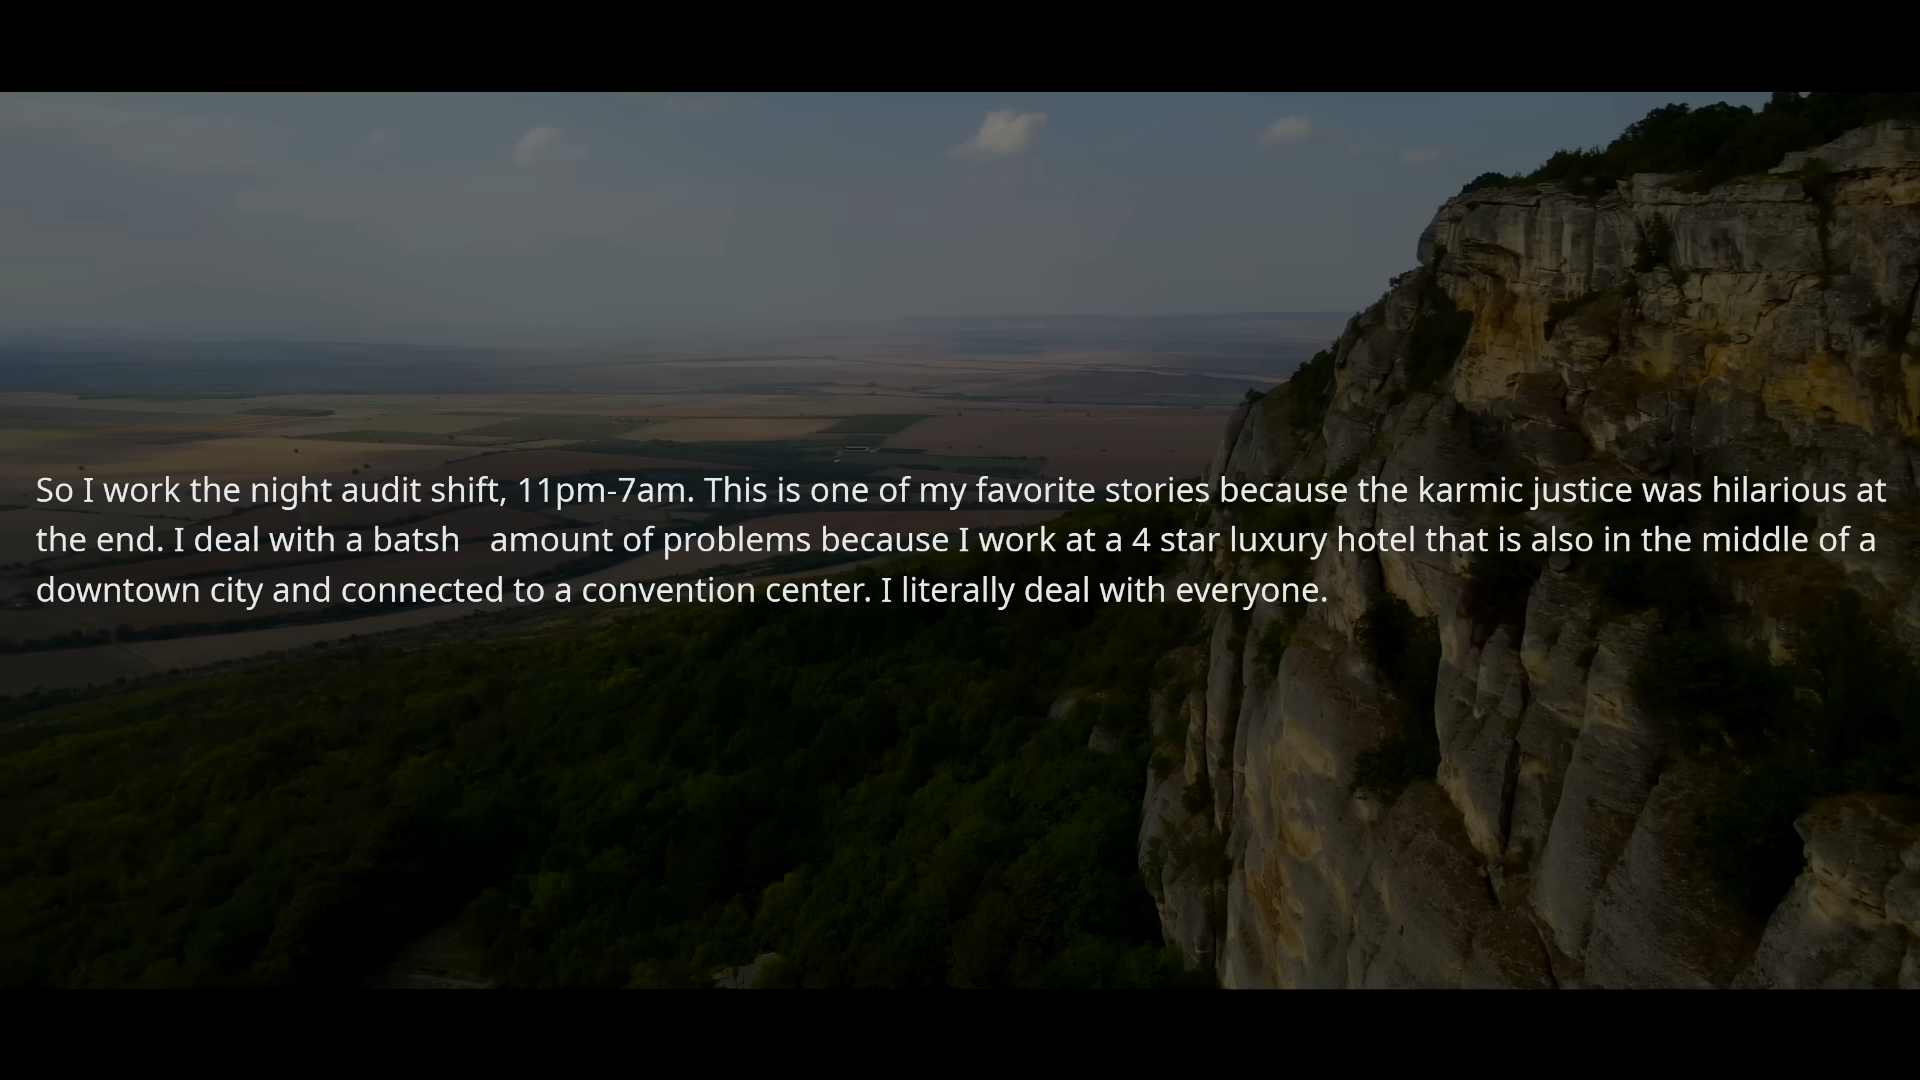 So I work the night audit shift, 11pm-7am. This is one of my favorite stories because the karmic justice was hilarious at
the end. I deal with a batsh amount of problems because I work at a 4 star luxury hotel that is also in the middle of a
downtown city and connected to a convention center. I literally deal with everyone.